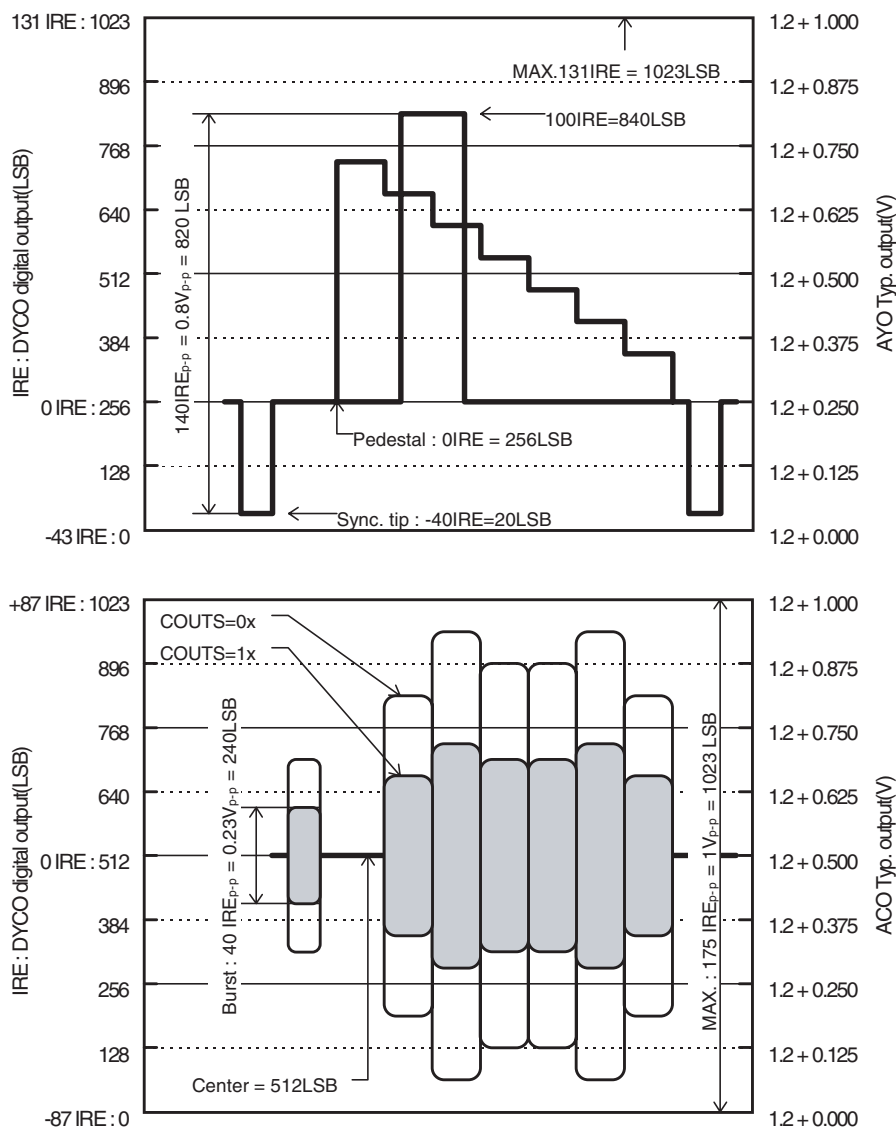 131 IRE : 1023
896
768
640
512
384
0 IRE : 256
128
-43 IRE : 0
IRE : DYCO digital output(LSB)
MAX.131IRE = 1023LSB
100IRE=840LSB
140IREp-p = 0.8Vp-p = 820 LSB
Pedestal : 0IRE = 256LSB
Sync. tip : -40IRE=20LSB
1.2 + 1.000
1.2 + 0.875
1.2 + 0.750
1.2 + 0.625
1.2 + 0.500
1.2 + 0.375
1.2 + 0.250
1.2 + 0.125
1.2 + 0.000
AYO Typ. output(V)
+87 IRE : 1023
896
768
640
0 IRE : 512
384
256
128
-87 IRE : 0
IRE : DYCO digital output(LSB)
COUTS=0x
COUTS=1x
Burst : 40 IREp-p = 0.23Vp-p = 240LSB
Center = 512LSB
MAX. : 175 IREp-p = 1Vp-p = 1023 LSB
1.2 + 1.000
1.2 + 0.875
1.2 + 0.750
1.2 + 0.625
1.2 + 0.500
1.2 + 0.375
1.2 + 0.250
1.2 + 0.125
1.2 + 0.000
ACO Typ. output(V)